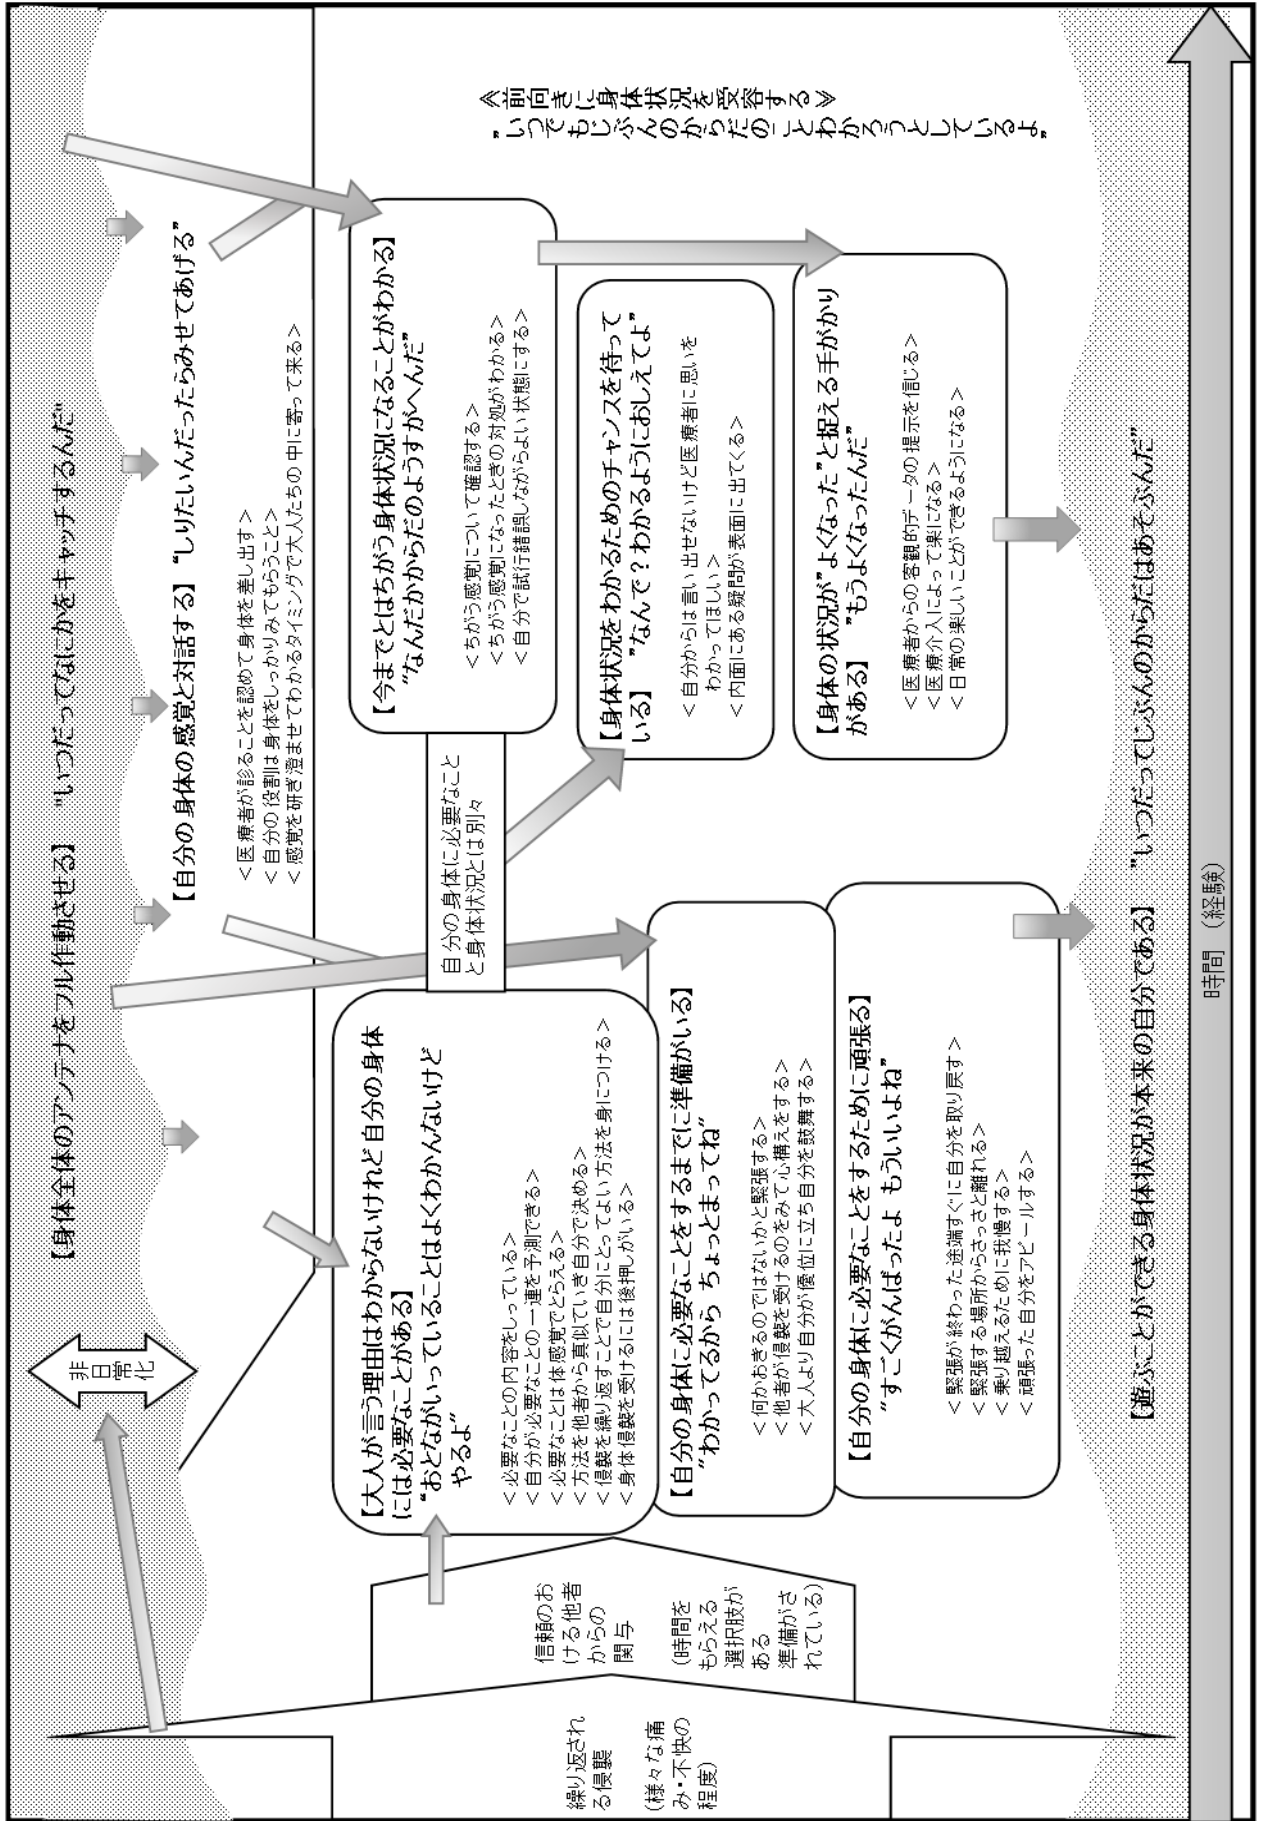 【身体全体のアンテナをフル作動させる】 “いつだってなにかをキャッチするんだ”
非日常化
【自分の身体の感覚と対話する】 “しりたいんだったらみせてあげる”
＜医療者が診ることを認めて身体を差し出す＞
＜自分の役割は身体をしっかりみてもらうこと＞
＜感覚を研ぎ澄ませてわかるタイミングで大人たちの中に寄って来る＞
繰り返され
る侵襲
(様々な痛
み・不快の
程度)
信頼のお
ける他者
からの
関与
(時間を
もらえる
選択肢が
ある
準備がさ
れている)
【大人が言う理由はわからないけれど自分の身体
には必要なことがある】
“おとながいっていることはよくわかんないけど
やるよ”
＜必要なことの内容をしっている＞
＜自分が必要なことの一連を予測できる＞
＜必要なことは体感覚でとらえる＞
＜方法を他者から真似ていき自分で決める＞
＜侵襲を繰り返すことで自分にとってよい方法を身につける＞
＜身体侵襲を受けるには後押しがいる＞
【自分の身体に必要なことをするまでに準備がいる】
“わかってるから ちょっとまってね”
＜何かおきるのではないかと緊張する＞
＜他者が侵襲を受けるのをみて心構えをする＞
＜大人より自分が優位に立ち自分を鼓舞する＞
【自分の身体に必要なことをするために頑張る】
“すごくがんばったよ もういいよね”
＜緊張が終わった途端すぐに自分を取り戻す＞
＜緊張する場所からさっさと離れる＞
＜乗り越えるために我慢する＞
＜頑張った自分をアピールする＞
自分の身体に必要なこと
と身体状況とは別々
【今までとはちがう身体状況になることがわかる】
“なんだかからだのようすがへんだ”
＜ちがう感覚について確認する＞
＜ちがう感覚になったときの対処がわかる＞
＜自分で試行錯誤しながらよい状態にする＞
【身体状況をわかるためのチャンスを待って
いる】 ”なんで？わかるようにおしえてよ”
＜自分からは言い出せないけど医療者に思いを
わかってほしい＞
＜内面にある疑問が表面に出てくる＞
【身体の状況が”よくなった”と捉える手がかり
がある】 ”もうよくなったんだ”
＜医療者からの客観的データの提示を信じる＞
＜医療介入によって楽になる＞
＜日常の楽しいことができるようになる＞
≪前向きに身体状況を受容する≫
”いつでもじぶんのからだのことわかろうとしているよ”
【遊ぶことができる身体状況が本来の自分である】 ”いつだってじぶんのからだはあそぶんだ”
時間 (経験)